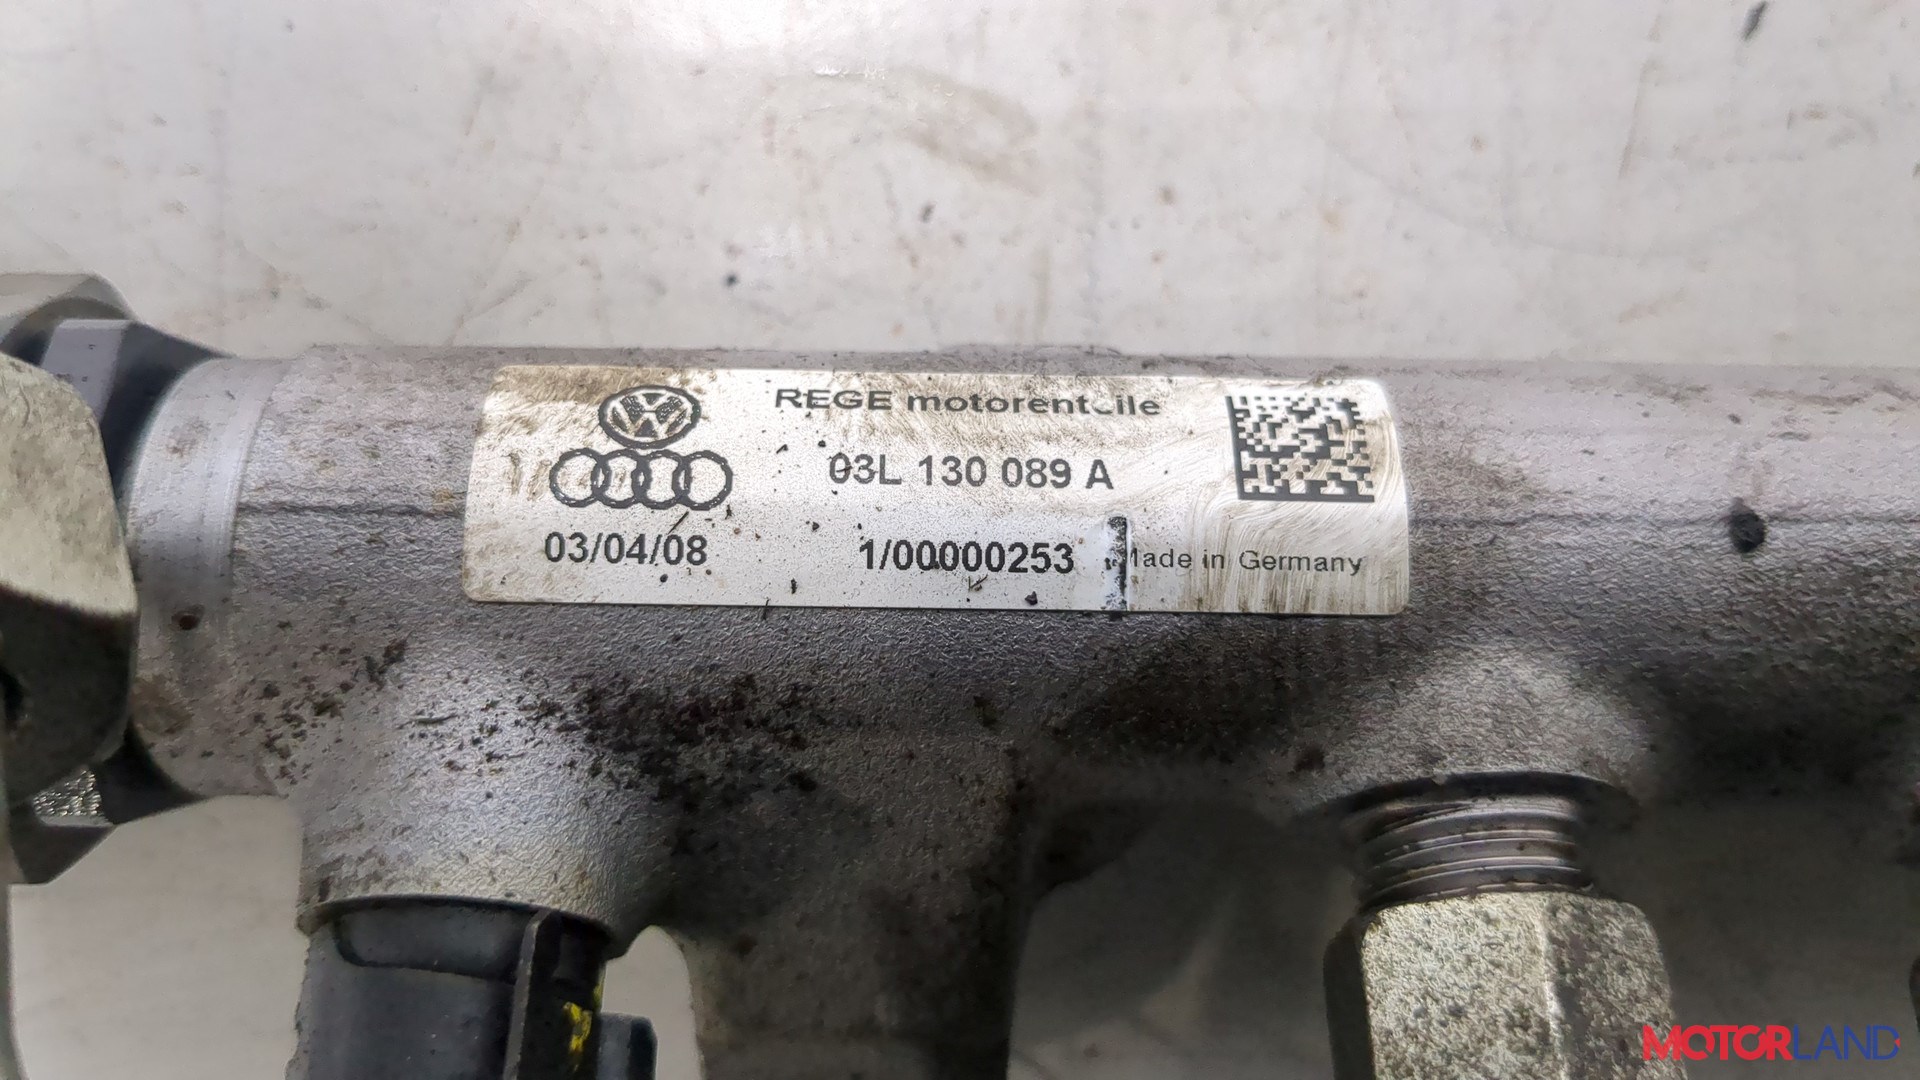 REGE motorenteile
03L 130 089 A
03/04/08 1/00000253 Made in Germany
MOTORLAND